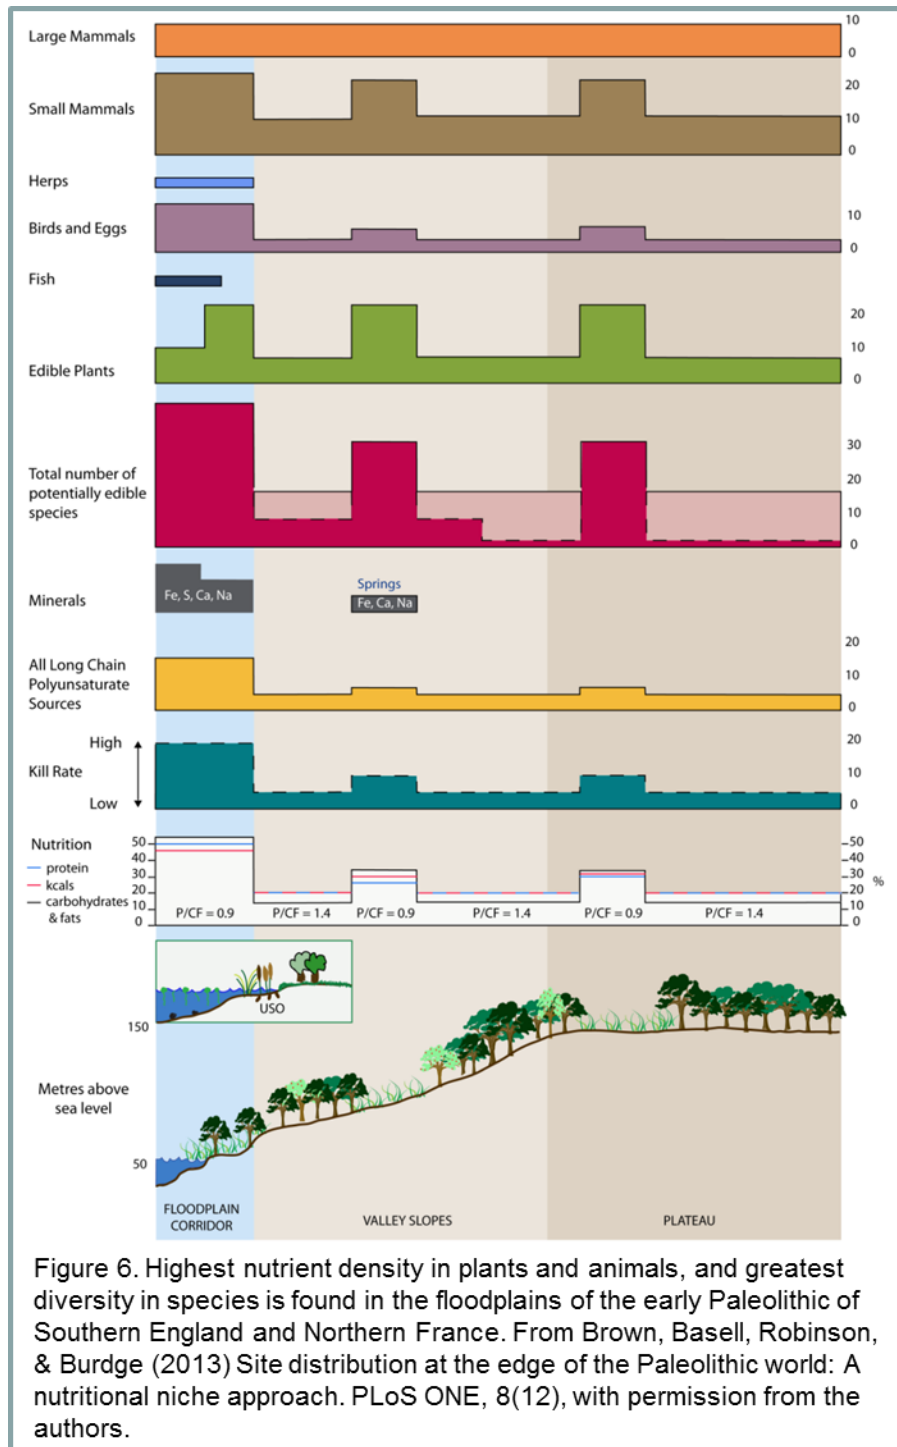 Large Mammals
10
0
Small Mammals
20
10
0
Herps
Birds and Eggs
10
0
Fish
Edible Plants
20
10
0
Total number of
potentially edible
species
30
20
10
0
Minerals
Fe, S, Ca, Na
Springs
Fe, Ca, Na
All Long Chain
Polyunsaturate
Sources
20
10
0
High
Kill Rate
Low
20
10
0
Nutrition
protein
kcals
carbohydrates
& fats
50
40
30
20
10
0
P/CF = 0.9
P/CF = 1.4
P/CF = 0.9
P/CF = 1.4
P/CF = 0.9
P/CF = 1.4
50
40
30
20
10
0
%
USO
150
Metres above
sea level
50
FLOODPLAIN
CORRIDOR
VALLEY SLOPES
PLATEAU
Figure 6. Highest nutrient density in plants and animals, and greatest
diversity in species is found in the floodplains of the early Paleolithic of
Southern England and Northern France. From Brown, Basell, Robinson,
& Burdge (2013) Site distribution at the edge of the Paleolithic world: A
nutritional niche approach. PLoS ONE, 8(12), with permission from the
authors.